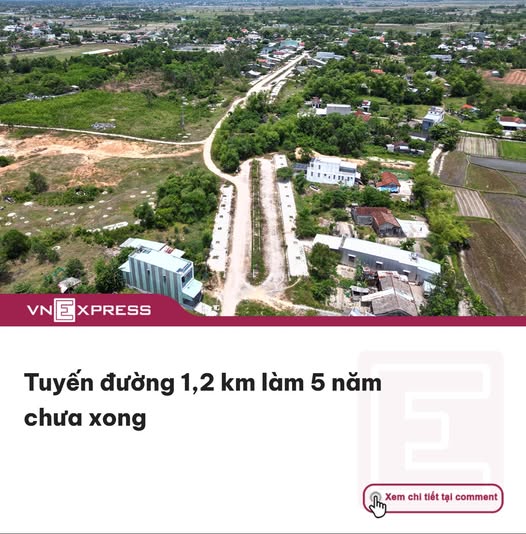 VNEXPRESS
Tuyến đường 1,2 km làm 5 năm
chưa xong
Xem chi tiết tại comment